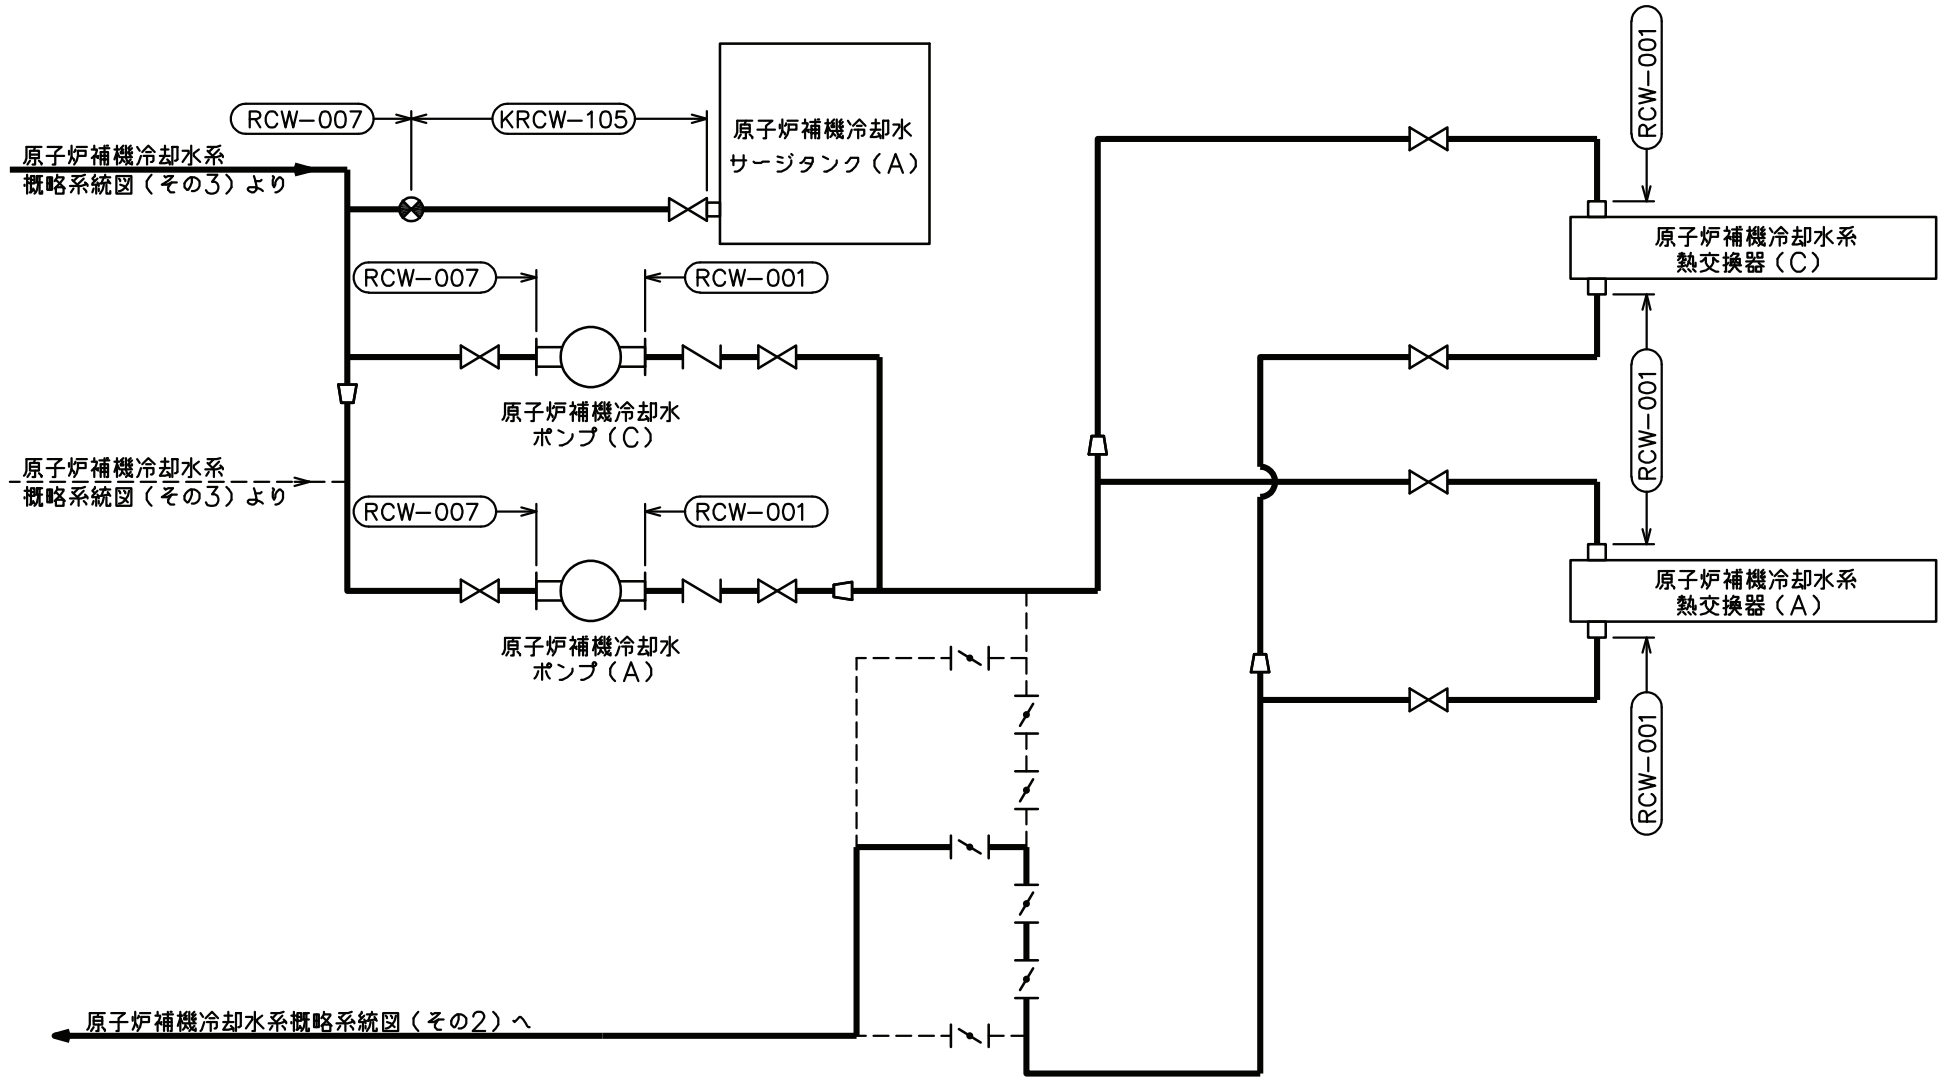 RCW-001
RCW-007
KRCW-105
原子炉補機冷却水
サージタンク(A)
原子炉補機冷却水系
概略系統図(その3)より
原子炉補機冷却水系
熱交換器(C)
RCW-007
RCW-001
原子炉補機冷却水
ポンプ(C)
RCW-001
原子炉補機冷却水系
概略系統図(その3)より
RCW-007
RCW-001
原子炉補機冷却水系
熱交換器(A)
原子炉補機冷却水
ポンプ(A)
RCW-001
原子炉補機冷却水系概略系統図(その2)へ